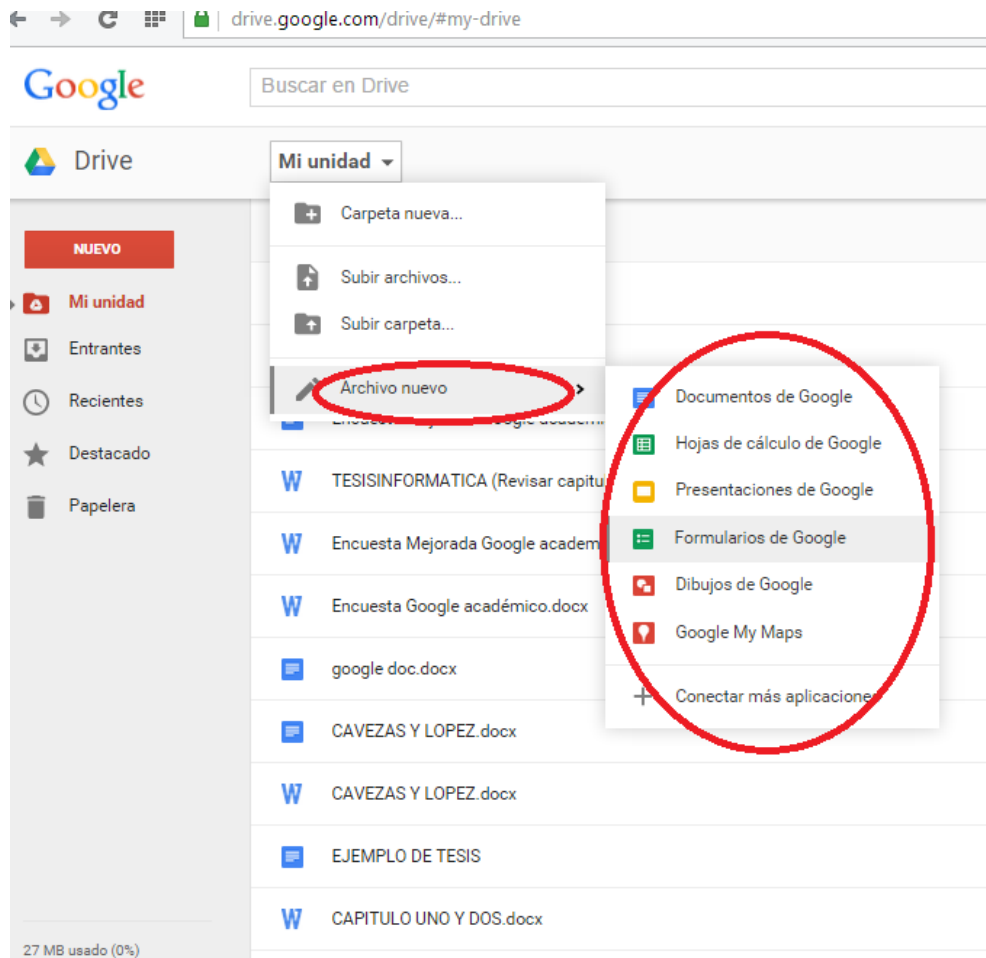 drive.google.com/drive/#my-drive
Google
Buscar en Drive
Drive
Mi unidad
NUEVO
Mi unidad
Entrantes
Recientes
Destacado
Papelera
27 MB usado (0%)
Carpeta nueva...
Subir archivos...
Subir carpeta...
Archivo nuevo
Documentos de Google
Hojas de cálculo de Google
Presentaciones de Google
Formularios de Google
Dibujos de Google
Google My Maps
Conectar más aplicaciones
TESISINFORMATICA (Revisar capitu
Encuesta Mejorada Google academ
Encuesta Google académico.docx
google doc.docx
CAVEZAS Y LOPEZ.docx
CAVEZAS Y LOPEZ.docx
EJEMPLO DE TESIS
CAPITULO UNO Y DOS.docx